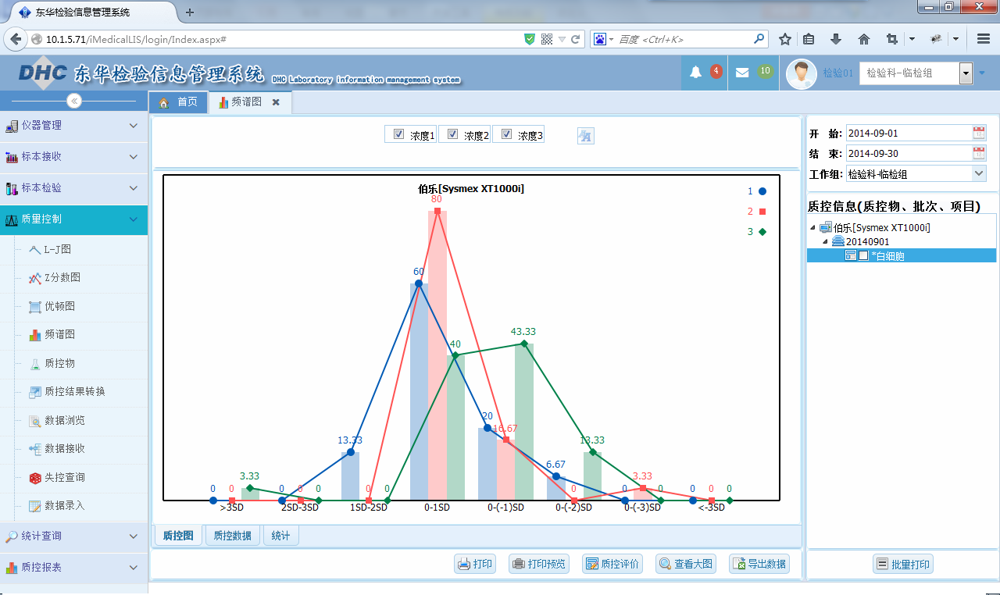 东华检验信息管理系统
10.1.5.71/iMedicalLIS/login/Index.aspx#
百度 <Ctrl+K>
DHC 东华检验信息管理系统 DHC Laboratory information management system
4
10
检验01
检验科-临检组
仪器管理
标本接收
标本检验
质量控制
L-J图
Z分数图
优顿图
频谱图
质控物
质控结果转换
数据浏览
数据接收
失控查询
数据录入
统计查询
质控报表
首页
频谱图
浓度1
浓度2
浓度3
伯乐[Sysmex XT1000i]
1
2
3
80
60
40
43.33
20
16.67
13.33
13.33
6.67
3.33
3.33
0 0 0 0 0 0 0 0 0 0 0 0 0
>3SD
2SD-3SD
1SD-2SD
0-1SD
0-(-1)SD
0-(-2)SD
0-(-3)SD
<-3SD
质控图
质控数据
统计
打印
打印预览
质控评价
查看大图
导出数据
开 始: 2014-09-01
结 束: 2014-09-30
工作组: 检验科-临检组
质控信息(质控物、批次、项目)
伯乐[Sysmex XT1000i]
20140901
*白细胞
批量打印